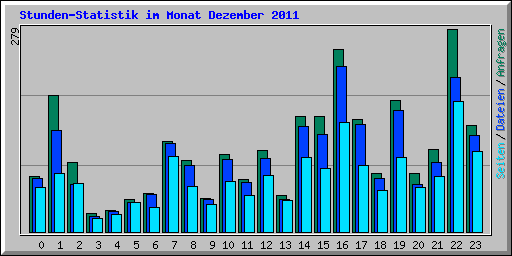 Stunden-Statistik im Monat Dezember 2011
279
Seiten/Dateien/Anfragen
0 1 2 3 4 5 6 7 8 9 10 11 12 13 14 15 16 17 18 19 20 21 22 23